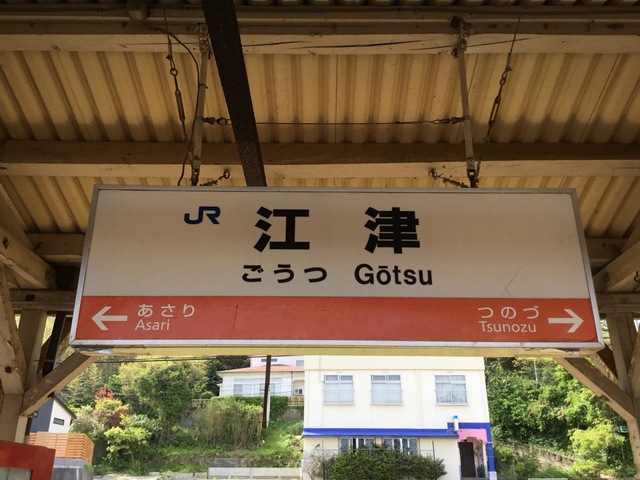 JR 江津
ごうつ Gōtsu
← あさり つのづ →
Asari Tsunozu